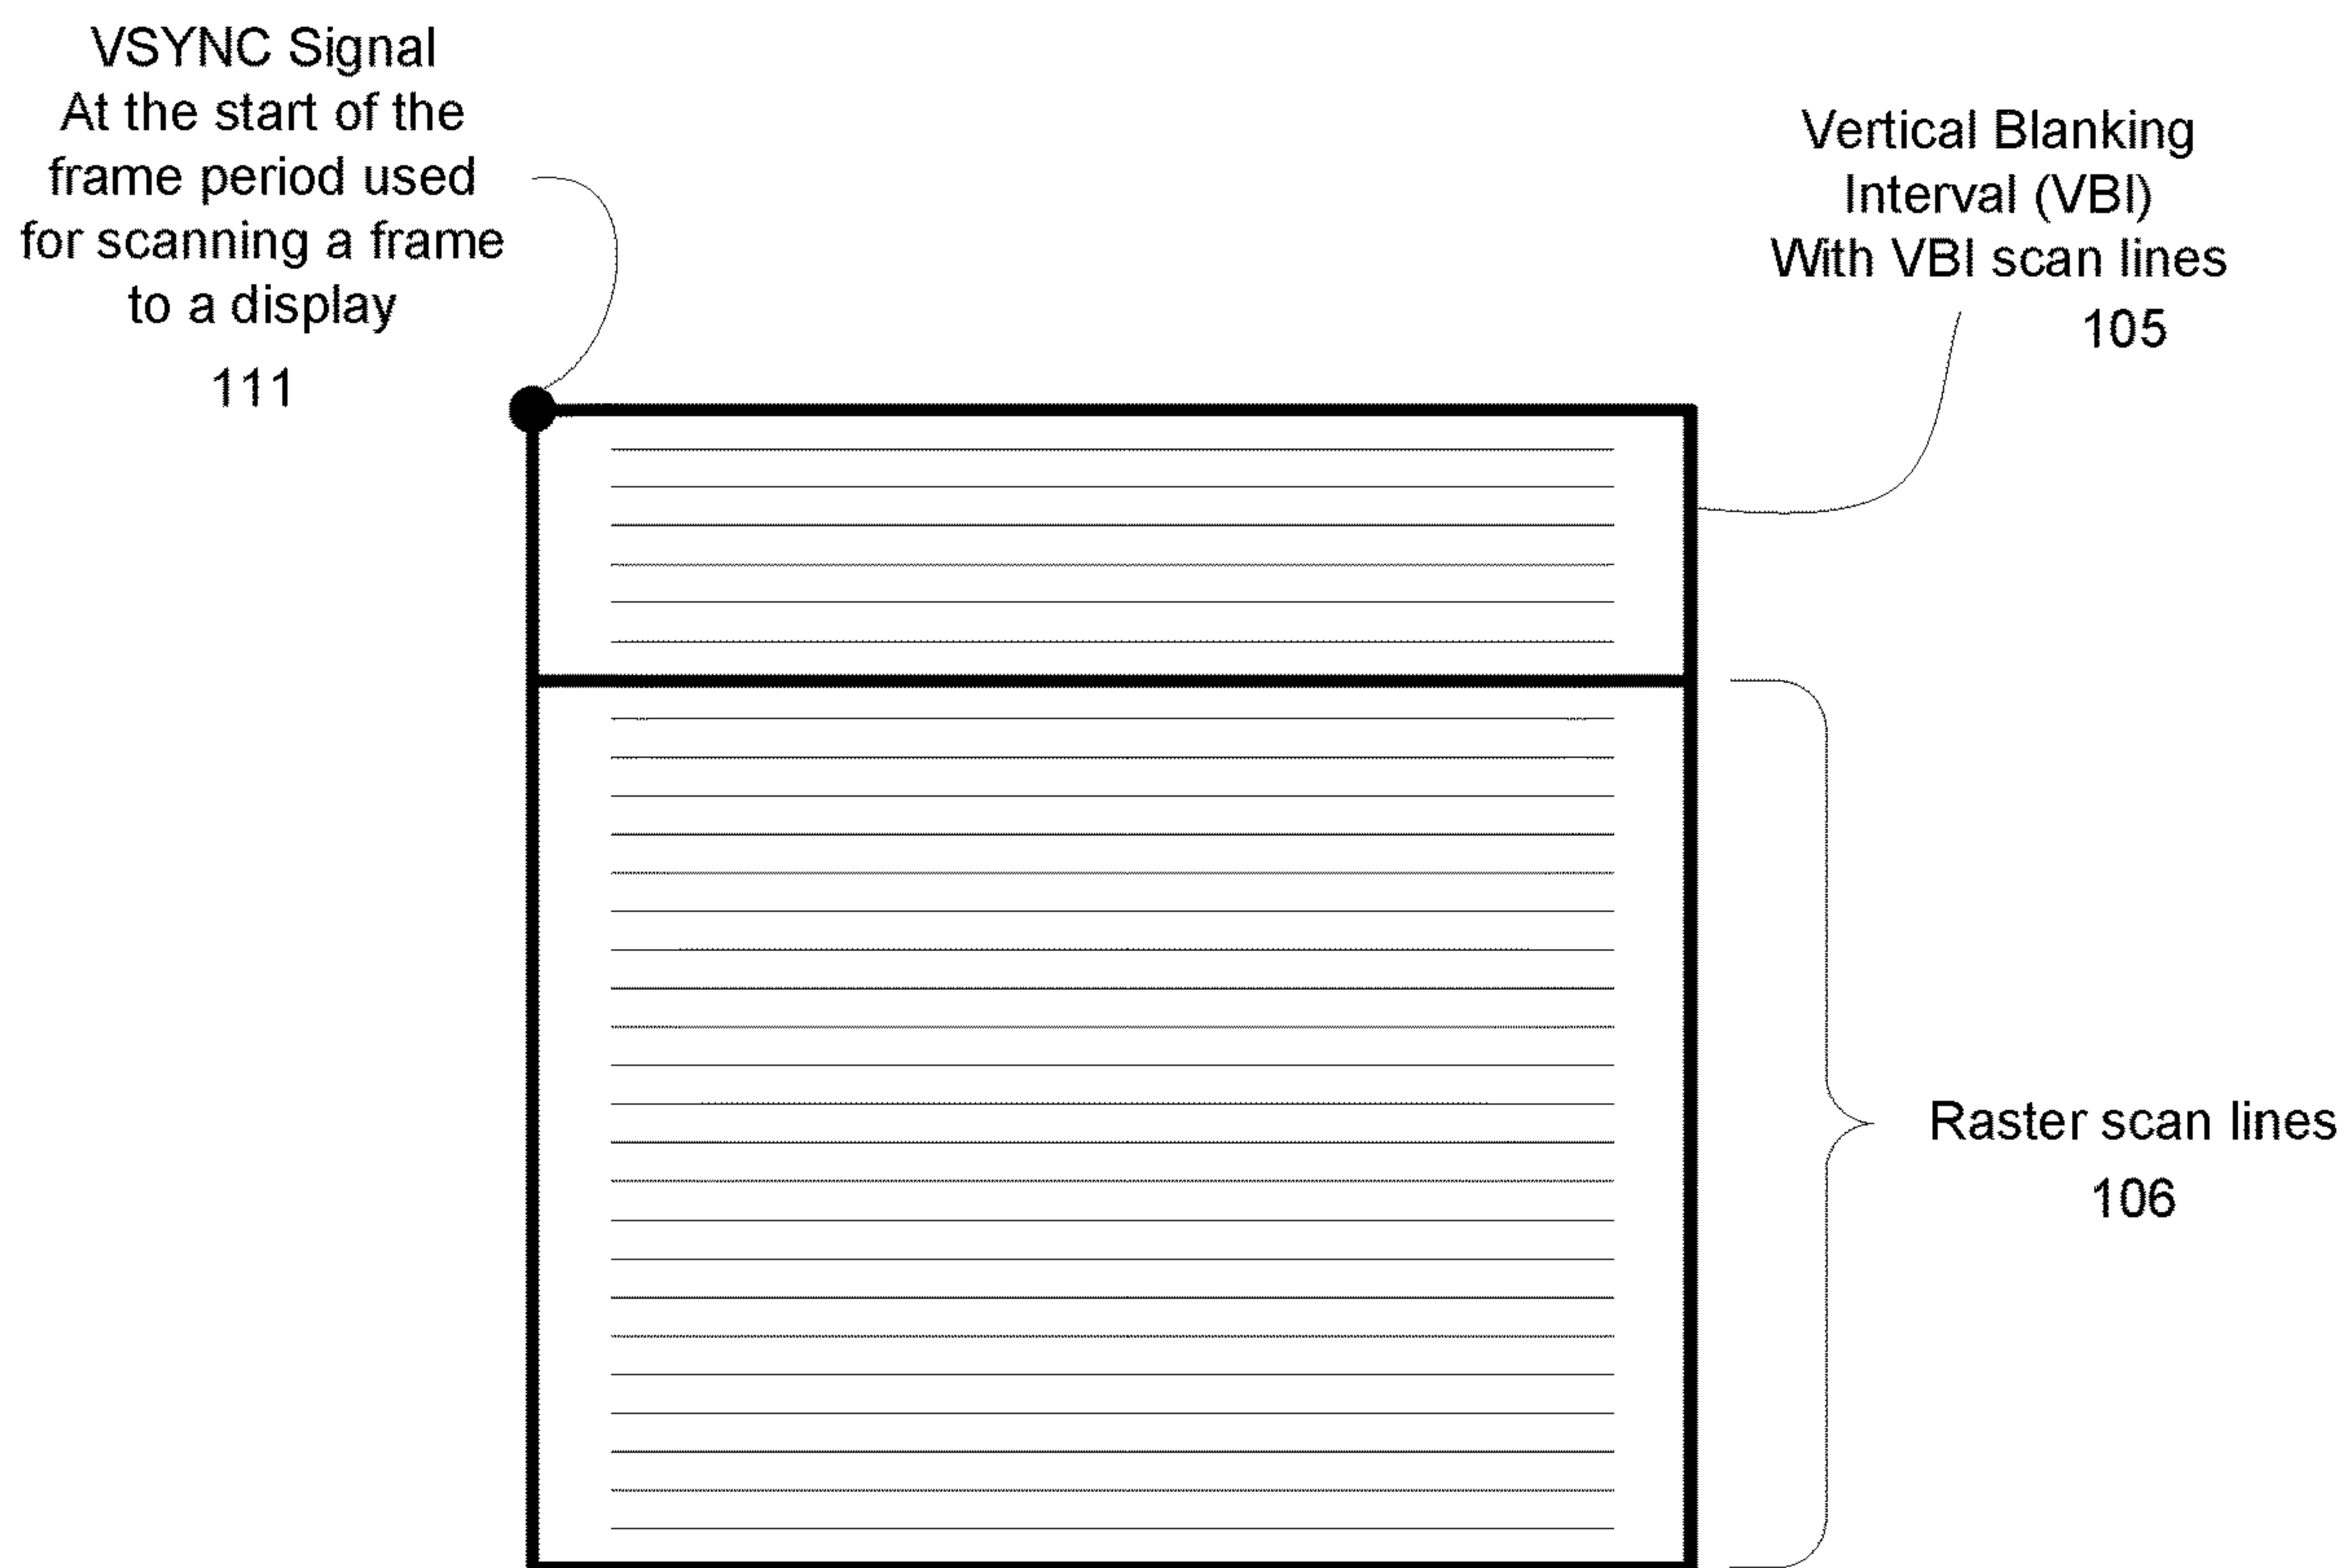 VSYNC Signal
At the start of the
frame period used
for scanning a frame
to a display
111
Vertical Blanking
Interval (VBI)
With VBI scan lines
105
Raster scan lines
106